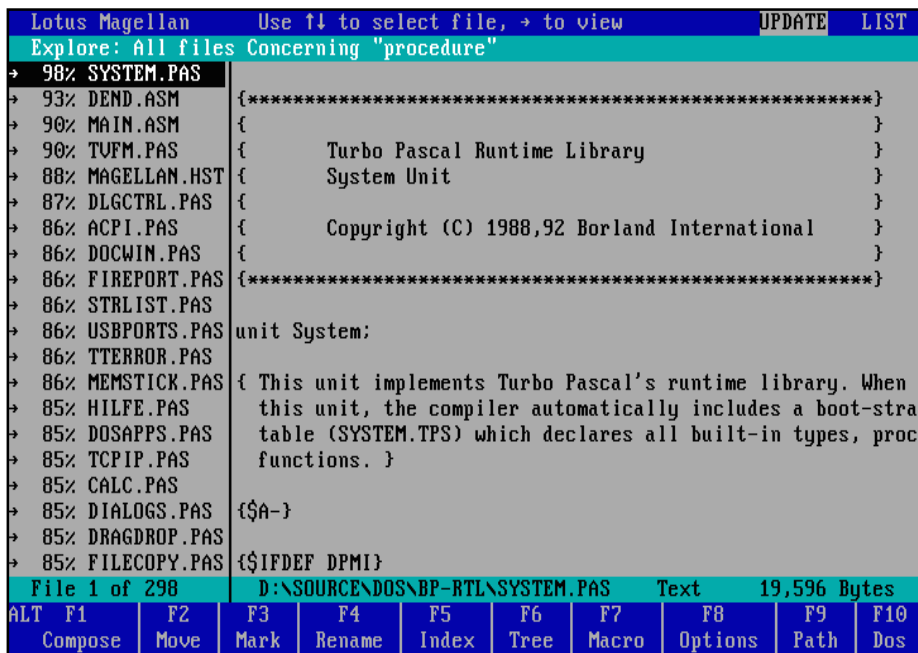 Lotus Magellan Use ↑↓ to select file, → to view UPDATE LIST
Explore: All files Concerning "procedure"
→ 98% SYSTEM.PAS
→ 93% DEND.ASM {**********************************************************}
→ 90% MAIN.ASM { }
→ 90% TVFM.PAS { Turbo Pascal Runtime Library }
→ 88% MAGELLAN.HST { System Unit }
→ 87% DLGCTRL.PAS { }
→ 86% ACPI.PAS { Copyright (C) 1988,92 Borland International }
→ 86% DOCWIN.PAS { }
→ 86% FIREPORT.PAS {**********************************************************}
→ 86% STRLIST.PAS
→ 86% USBPORTS.PAS unit System;
→ 86% TTERROR.PAS
→ 86% MEMSTICK.PAS { This unit implements Turbo Pascal's runtime library. When
→ 85% HILFE.PAS this unit, the compiler automatically includes a boot-stra
→ 85% DOSAPPS.PAS table (SYSTEM.TPS) which declares all built-in types, proc
→ 85% TCPIP.PAS functions. }
→ 85% CALC.PAS
→ 85% DIALOGS.PAS {$A-}
→ 85% DRAGDROP.PAS
→ 85% FILECOPY.PAS {$IFDEF DPMI}
File 1 of 298 D:\SOURCE\DOS\BP-RTL\SYSTEM.PAS Text 19,596 Bytes
ALT F1 F2 F3 F4 F5 F6 F7 F8 F9 F10
Compose Move Mark Rename Index Tree Macro Options Path Dos